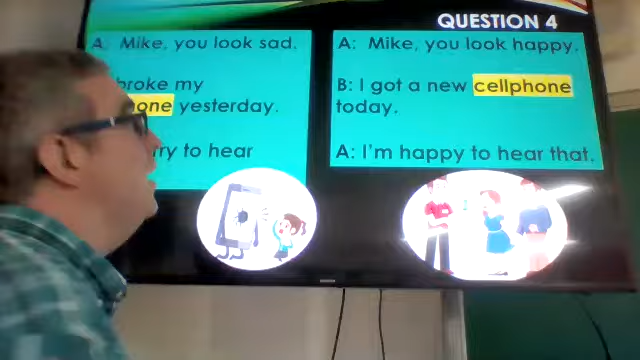 QUESTION 4
A: Mike, you look sad.
broke my
one yesterday.
rry to hear
A: Mike, you look happy.
B: I got a new cellphone
today.
A: I'm happy to hear that.